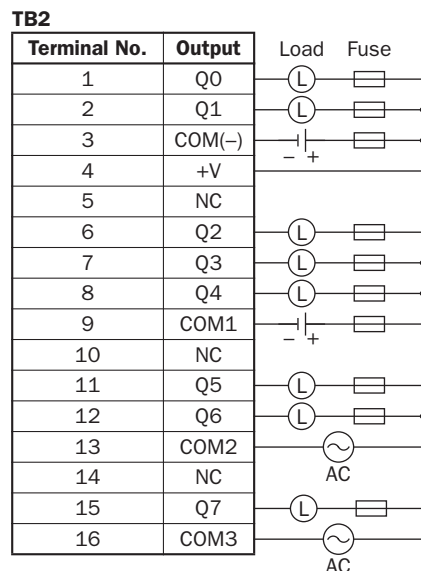 TB2
Terminal No. Output Load Fuse
1 Q0 L
2 Q1 L
3 COM(–) – +
4 +V
5 NC
6 Q2 L
7 Q3 L
8 Q4 L
9 COM1 – +
10 NC
11 Q5 L
12 Q6 L
13 COM2
AC
14 NC
15 Q7 L
16 COM3
AC